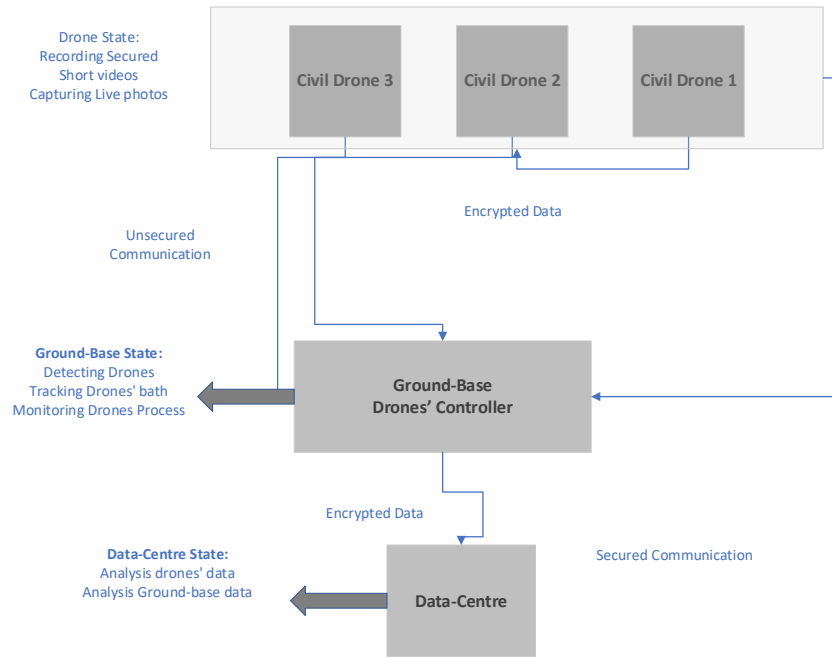 Drone State:
Recording Secured
Short videos
Capturing Live photos
Civil Drone 3
Civil Drone 2
Civil Drone 1
Encrypted Data
Unsecured
Communication
Ground-Base State:
Detecting Drones
Tracking Drones' bath
Monitoring Drones Process
Ground-Base
Drones’ Controller
Encrypted Data
Data-Centre State:
Analysis drones' data
Analysis Ground-base data
Data-Centre
Secured Communication